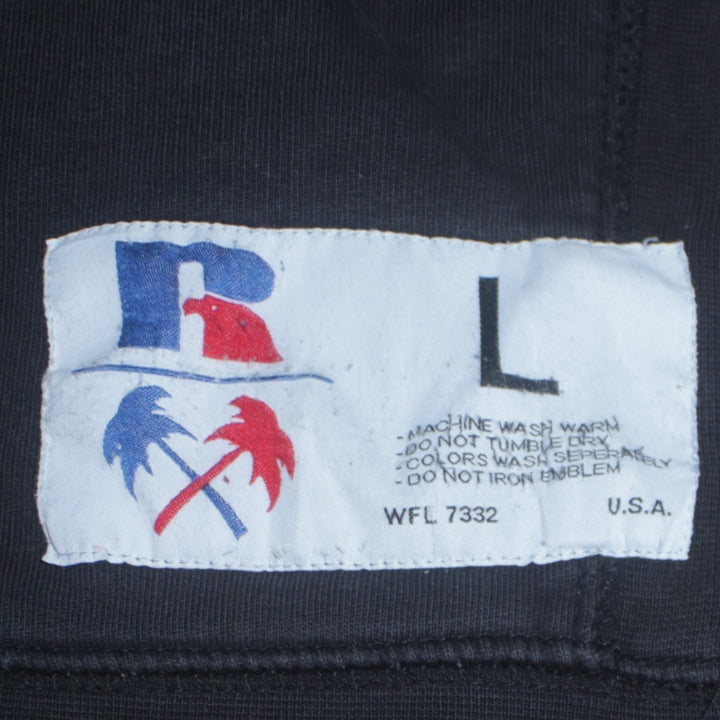 R
L
- MACHINE WASH WARM
- DO NOT TUMBLE DRY
- COLORS WASH SEPERATELY
- DO NOT IRON EMBLEM
WFL 7332
U.S.A.